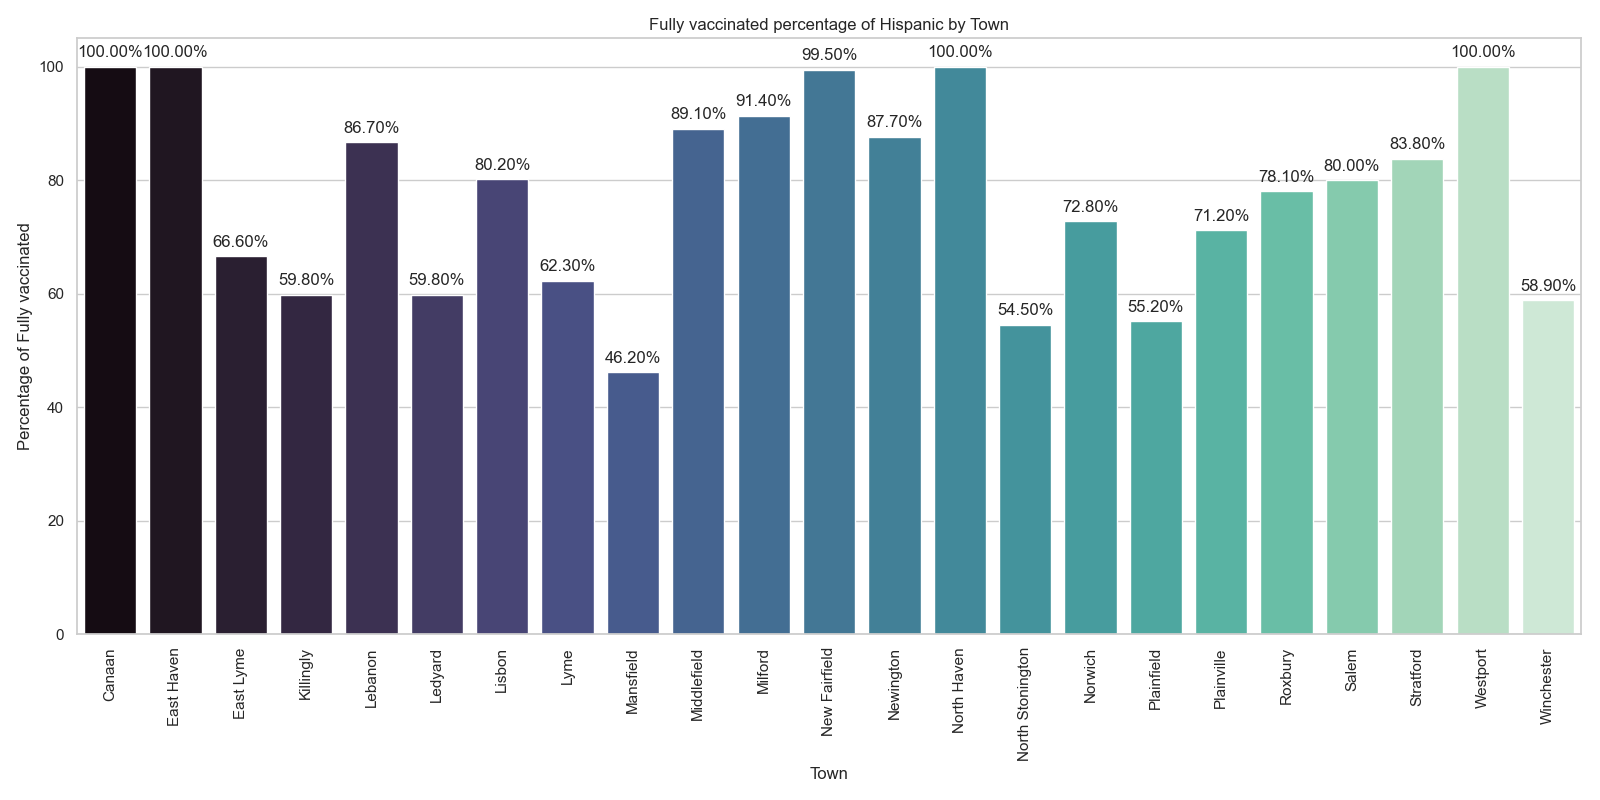 Fully vaccinated percentage of Hispanic by Town
Percentage of Fully vaccinated
100
80
60
40
20
0
100.00%
100.00%
66.60%
59.80%
86.70%
59.80%
80.20%
62.30%
46.20%
89.10%
91.40%
99.50%
87.70%
100.00%
54.50%
72.80%
55.20%
71.20%
78.10%
80.00%
83.80%
100.00%
58.90%
Canaan
East Haven
East Lyme
Killingly
Lebanon
Ledyard
Lisbon
Lyme
Mansfield
Middlefield
Milford
New Fairfield
Newington
North Haven
North Stonington
Norwich
Plainfield
Plainville
Roxbury
Salem
Stratford
Westport
Winchester
Town